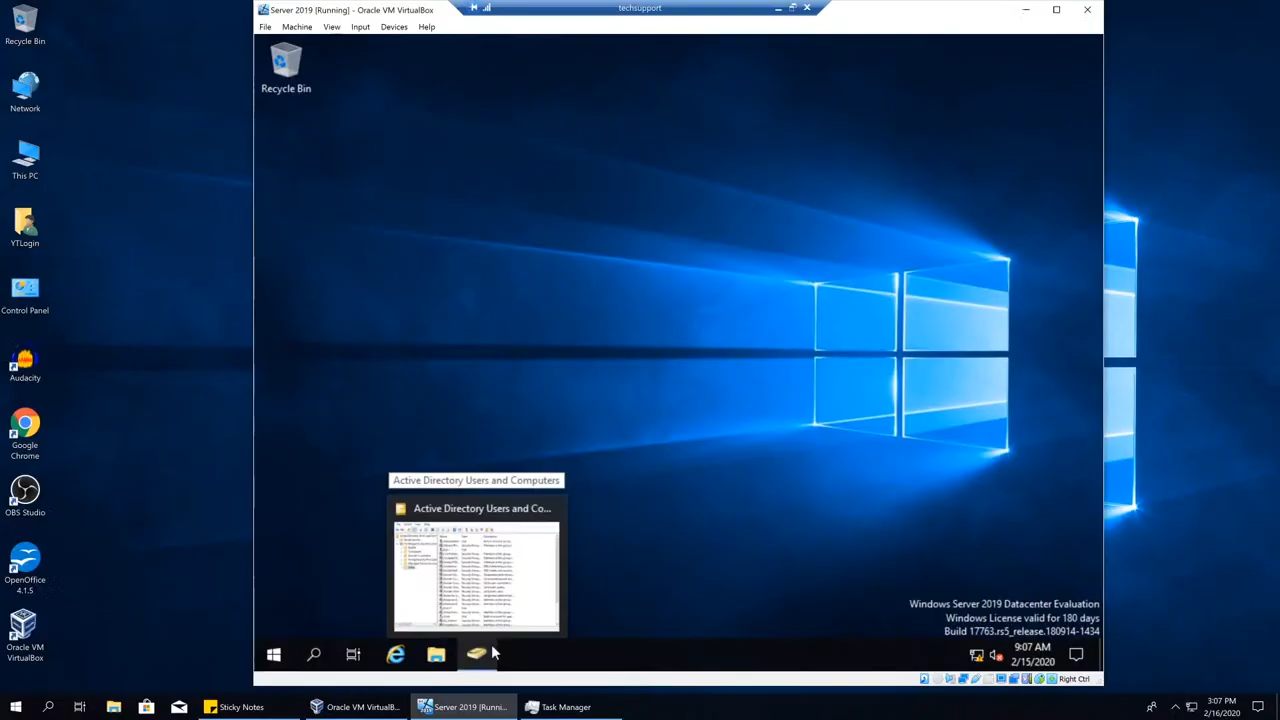 Server 2019 [Running] - Oracle VM VirtualBox
techsupport
File Machine View Input Devices Help
Recycle Bin
Network
This PC
YTLogin
Control Panel
Audacity
Google Chrome
OBS Studio
Oracle VM VirtualBox
Recycle Bin
Active Directory Users and Computers
Active Directory Users and Co...
Windows Server 2019 Datacenter Evaluation
Windows License valid for 180 days
Build 17763.rs5_release.180914-1434
9:07 AM
2/15/2020
Right Ctrl
Sticky Notes
Oracle VM VirtualB...
Server 2019 [Runni...
Task Manager
3:07 PM
2/16/2020